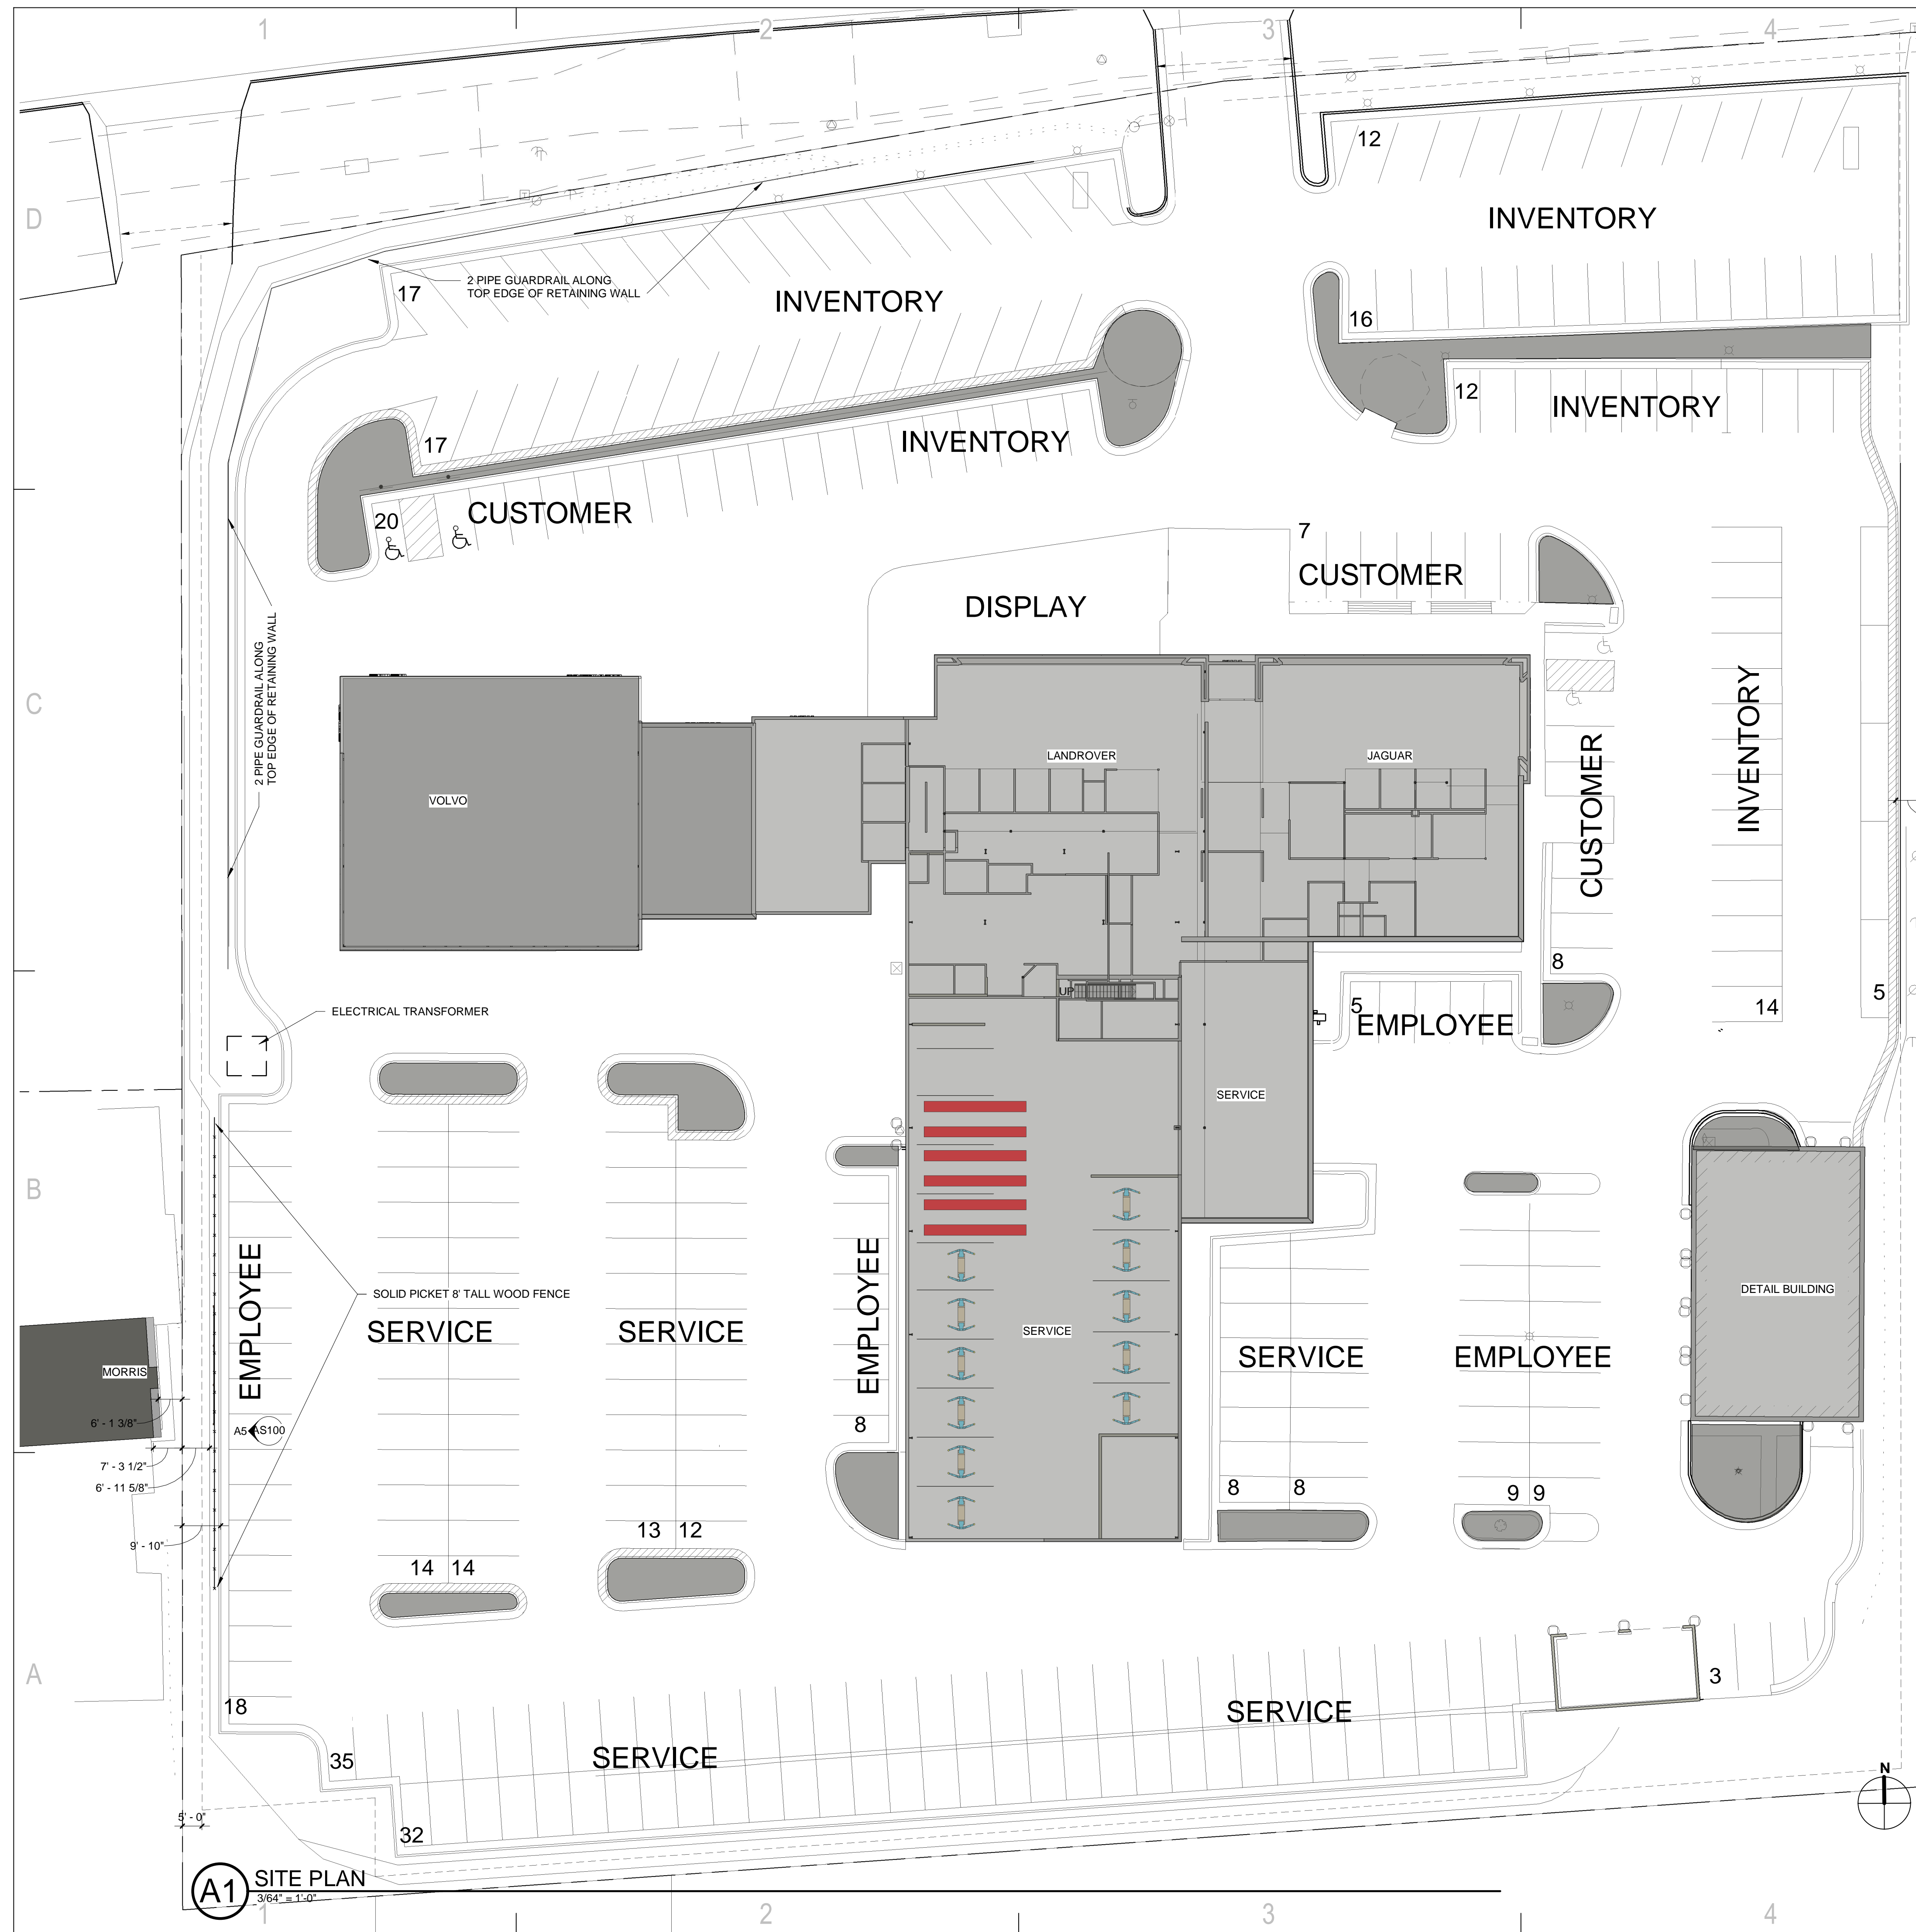 1 2 3 4
12
D
INVENTORY
17
2 PIPE GUARDRAIL ALONG
TOP EDGE OF RETAINING WALL
INVENTORY
16
12
INVENTORY
17
INVENTORY
20
CUSTOMER
7
CUSTOMER
DISPLAY
2 PIPE GUARDRAIL ALONG
TOP EDGE OF RETAINING WALL
C
LANDROVER
JAGUAR
VOLVO
CUSTOMER
INVENTORY
8
UP
5
EMPLOYEE
14
5
ELECTRICAL TRANSFORMER
SERVICE
B
EMPLOYEE
SOLID PICKET 8' TALL WOOD FENCE
EMPLOYEE
DETAIL BUILDING
SERVICE
SERVICE
SERVICE
SERVICE
EMPLOYEE
MORRIS
6' - 1 3/8"
A5 AS100
8
7' - 3 1/2"
6' - 11 5/8"
8 8
9 9
13 12
9' - 10"
14 14
A
3
18
SERVICE
35
SERVICE
N
5' - 0"
32
A1
SITE PLAN
3/64" = 1'-0"
1 2 3 4